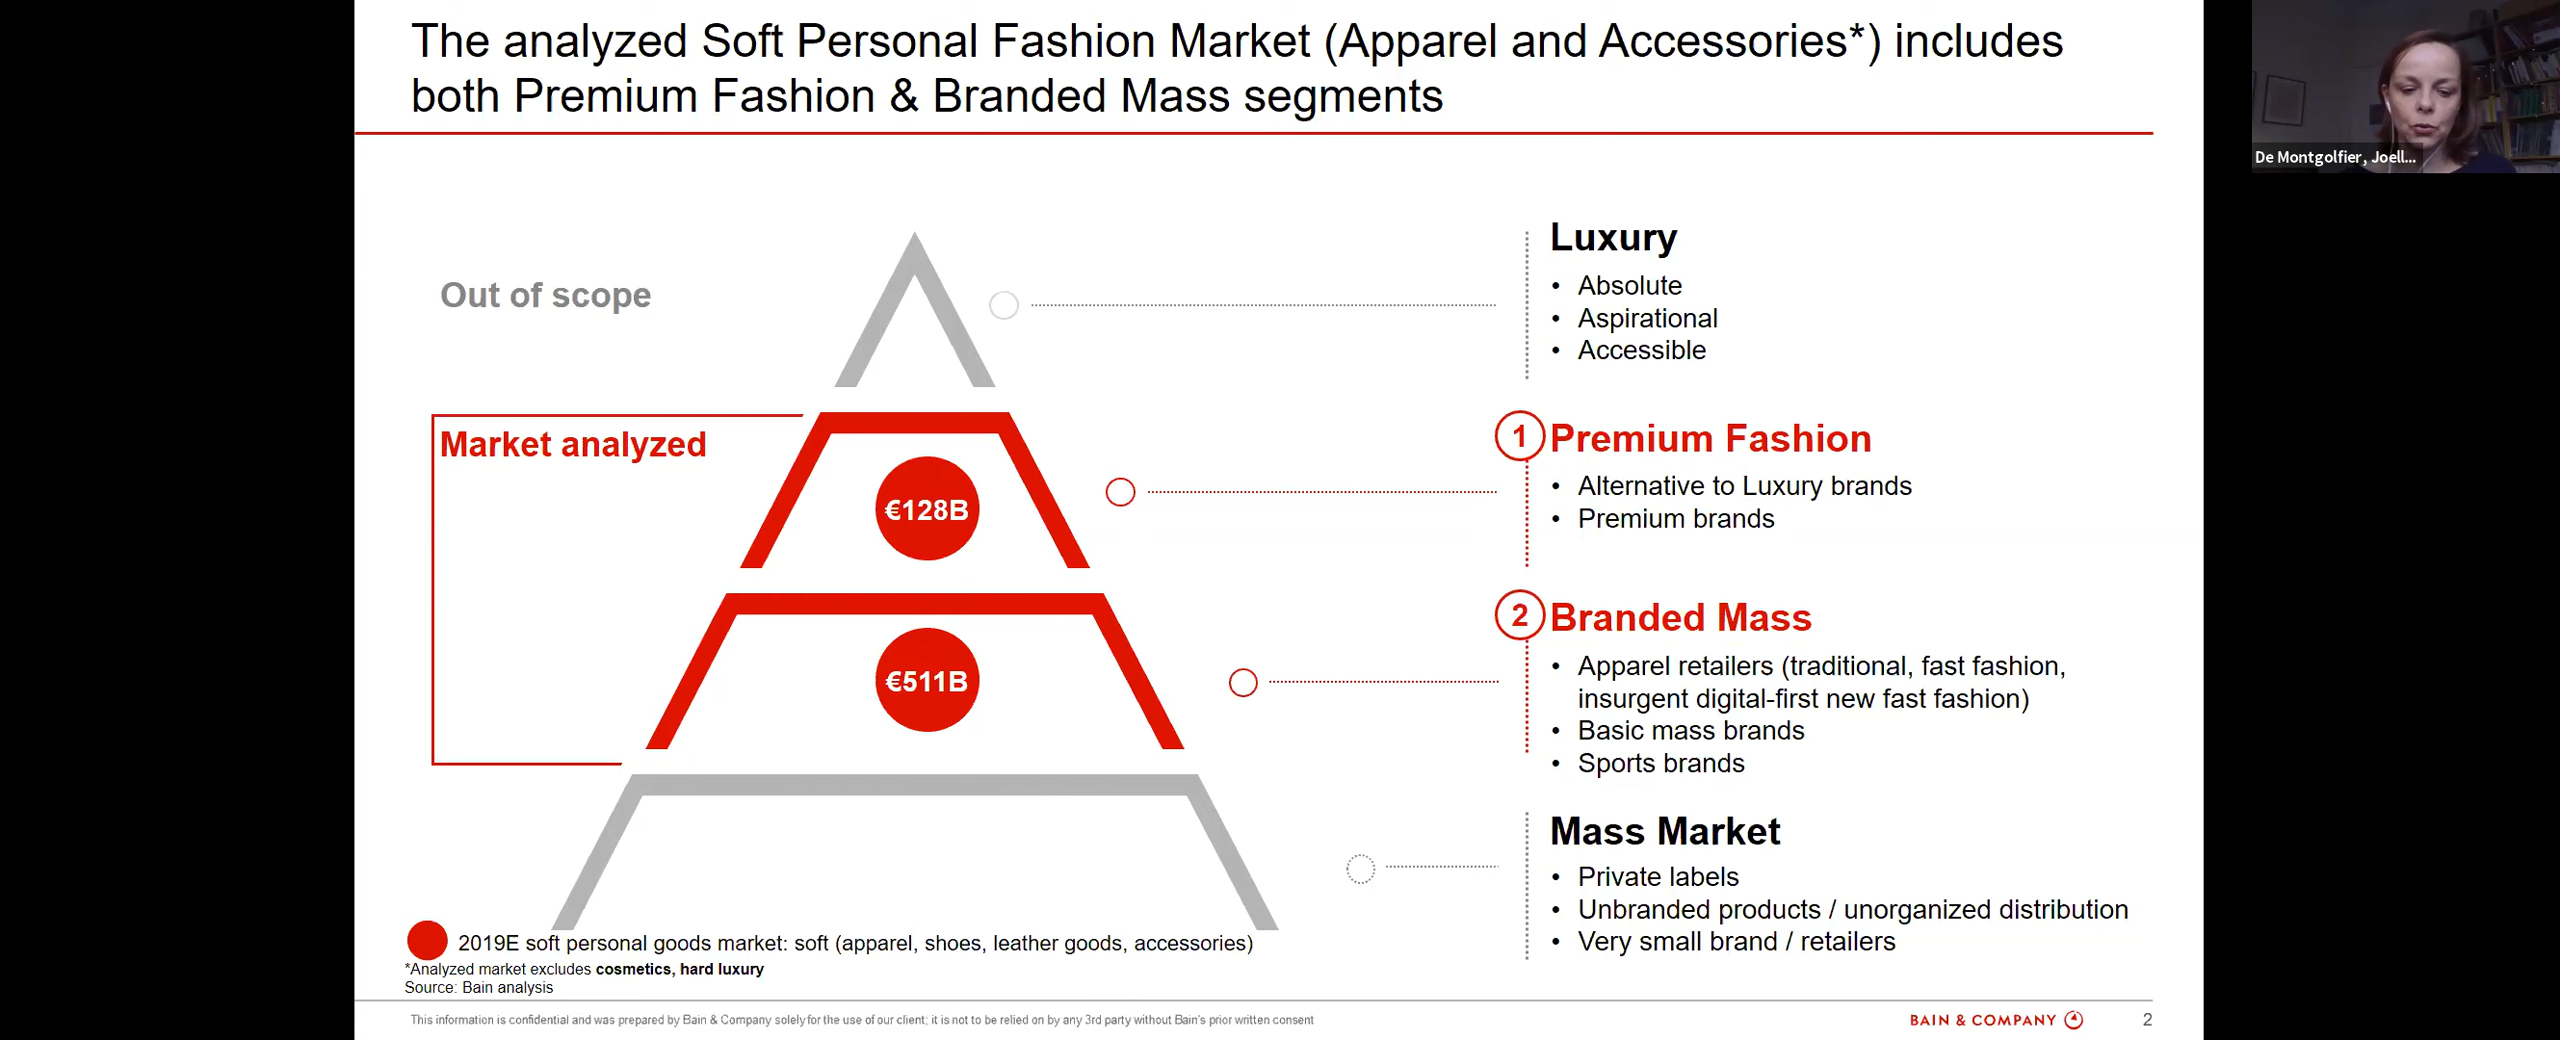 The analyzed Soft Personal Fashion Market (Apparel and Accessories*) includes
both Premium Fashion & Branded Mass segments
De Montgolfier, Joell...
Out of scope
Luxury
• Absolute
• Aspirational
• Accessible
Market analyzed
€128B
1 Premium Fashion
• Alternative to Luxury brands
• Premium brands
€511B
2 Branded Mass
• Apparel retailers (traditional, fast fashion,
insurgent digital-first new fast fashion)
• Basic mass brands
• Sports brands
Mass Market
• Private labels
• Unbranded products / unorganized distribution
• Very small brand / retailers
2019E soft personal goods market: soft (apparel, shoes, leather goods, accessories)
*Analyzed market excludes cosmetics, hard luxury
Source: Bain analysis
This information is confidential and was prepared by Bain & Company solely for the use of our client; it is not to be relied on by any 3rd party without Bain's prior written consent
BAIN & COMPANY
2